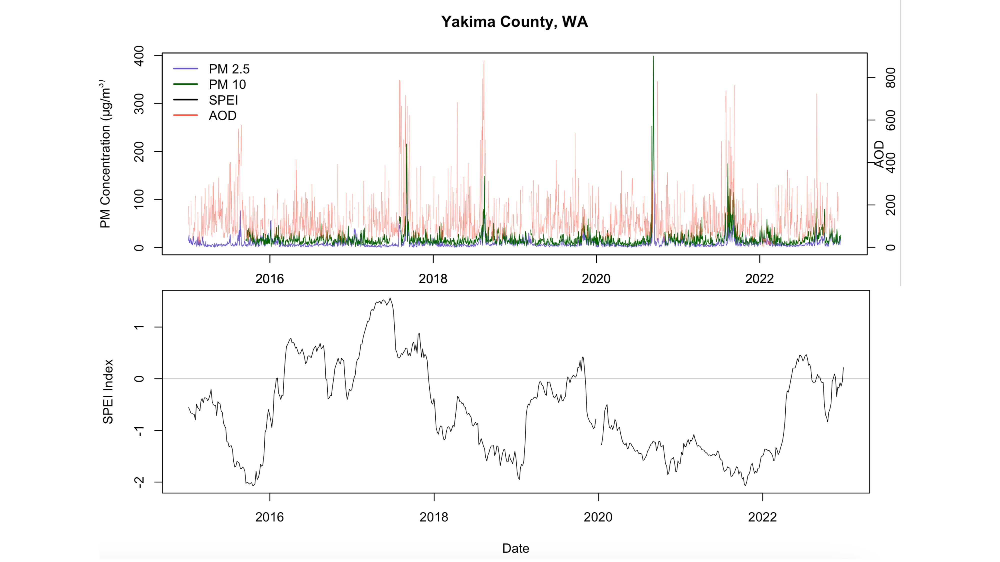 Yakima County, WA
PM Concentration (µg/m³)
400
300
200
100
0
PM 2.5
PM 10
SPEI
AOD
800
600
400
200
0
AOD
2016
2018
2020
2022
SPEI Index
1
0
-1
-2
2016
2018
2020
2022
Date